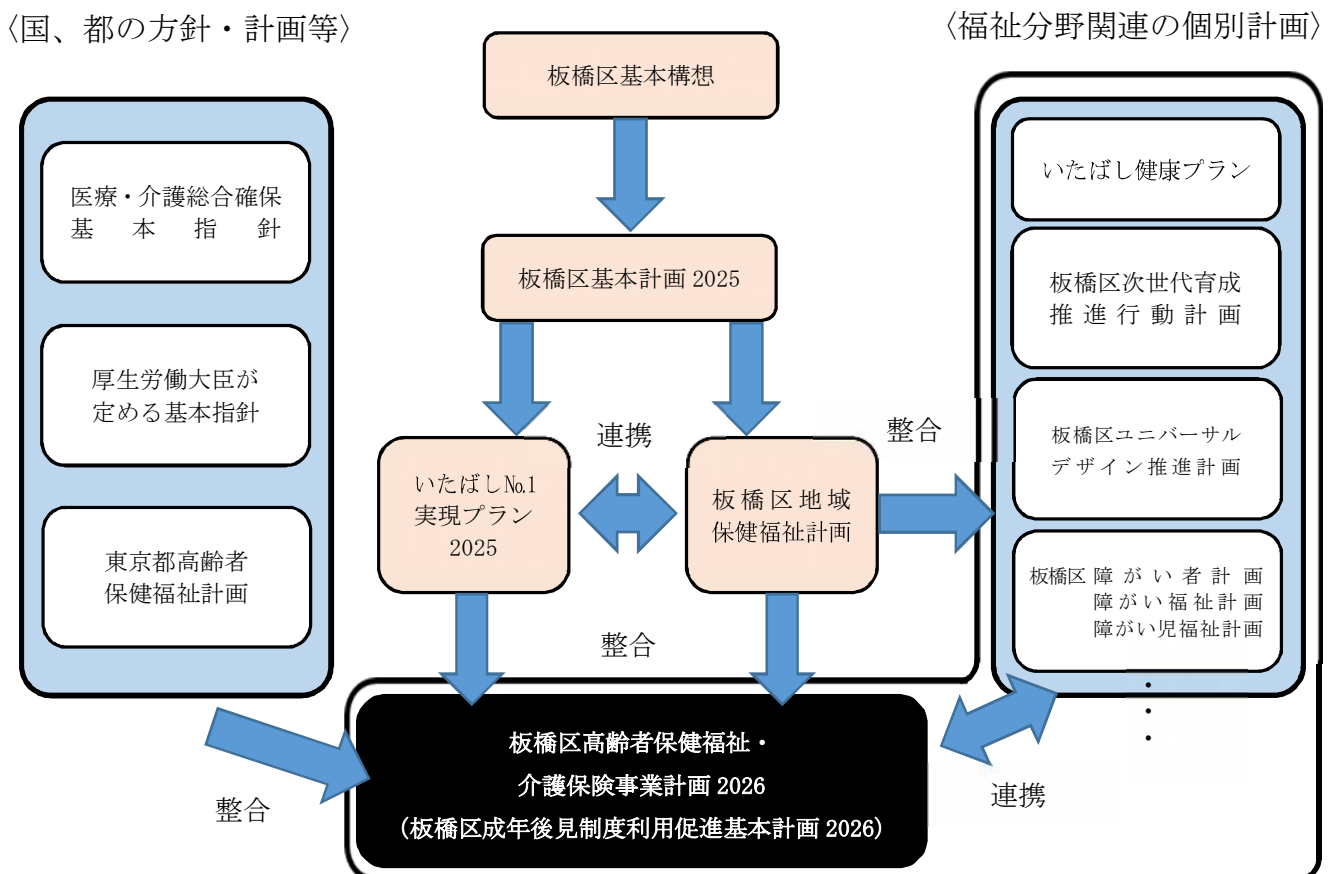 〈国、都の方針・計画等〉
医療・介護総合確保
基本指針
厚生労働大臣が
定める基本指針
東京都高齢者
保健福祉計画
整合
板橋区基本構想
板橋区基本計画 2025
いたばし№1
実現プラン
2025
連携
板橋区地域
保健福祉計画
整合
整合
板橋区高齢者保健福祉・
介護保険事業計画 2026
(板橋区成年後見制度利用促進基本計画 2026)
〈福祉分野関連の個別計画〉
いたばし健康プラン
板橋区次世代育成
推進行動計画
板橋区ユニバーサル
デザイン推進計画
板橋区 障がい者計画
障がい福祉計画
障がい児福祉計画
・
・
・
・
連携